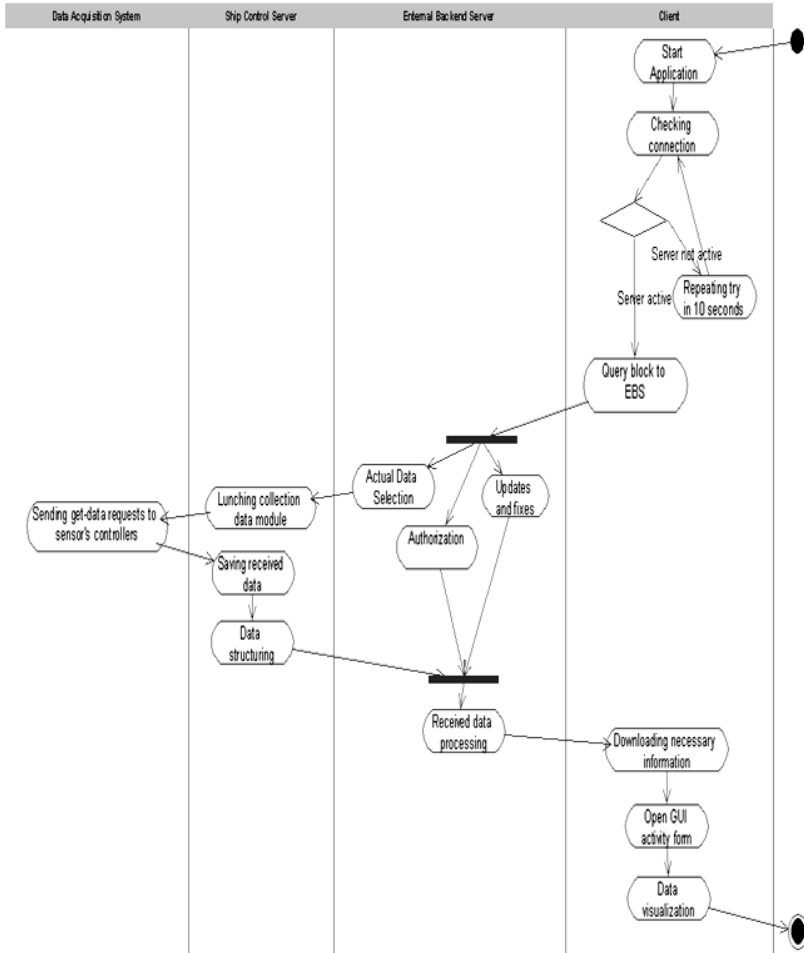 Data Acquisition System
Ship Control Server
Enternal Backend Server
Client
Start
Application
Checking
connection
Server not active
Server active
Repeating try
in 10 seconds
Query block to
EBS
Actual Data
Selection
Updates
and fixes
Lunching collection
data module
Sending get-data requests to
sensor's controllers
Authorization
Saving received
data
Data
structuring
Received data
processing
Downloading necessary
information
Open GUI
activity form
Data
visualization